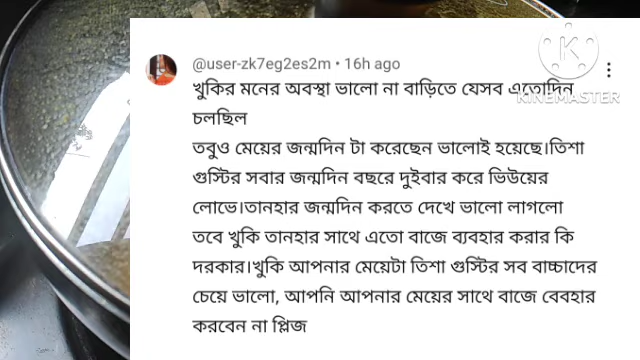 @user-zk7eg2es2m • 16h ago
খুকির মনের অবস্থা ভালো না বাড়িতে যেসব এতোদিন
চলছিল
তবুও মেয়ের জন্মদিন টা করেছেন ভালোই হয়েছে।তিশা
গুস্টির সবার জন্মদিন বছরে দুইবার করে ভিউয়ের
লোভে।তানহার জন্মদিন করতে দেখে ভালো লাগলো
তবে খুকি তানহার সাথে এতো বাজে ব্যবহার করার কি
দরকার।খুকি আপনার মেয়েটা তিশা গুস্টির সব বাচ্চাদের
চেয়ে ভালো, আপনি আপনার মেয়ের সাথে বাজে বেবহার
করবেন না প্লিজ
K
KINEMASTER